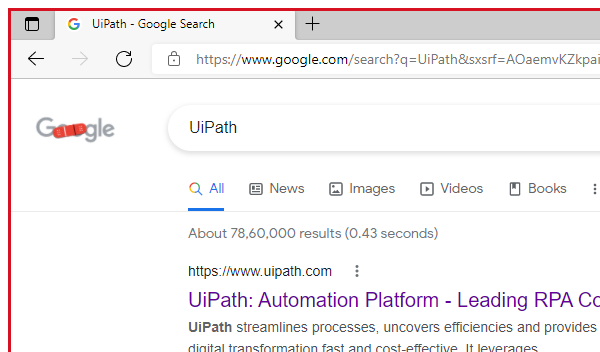 UiPath - Google Search
https://www.google.com/search?q=UiPath&sxsrf=AOaemvKZkpai
Google
UiPath
All News Images Videos Books
About 78,60,000 results (0.43 seconds)
https://www.uipath.com
UiPath: Automation Platform - Leading RPA Co
UiPath streamlines processes, uncovers efficiencies and provides
digital transformation fast and cost-effective. It leverages